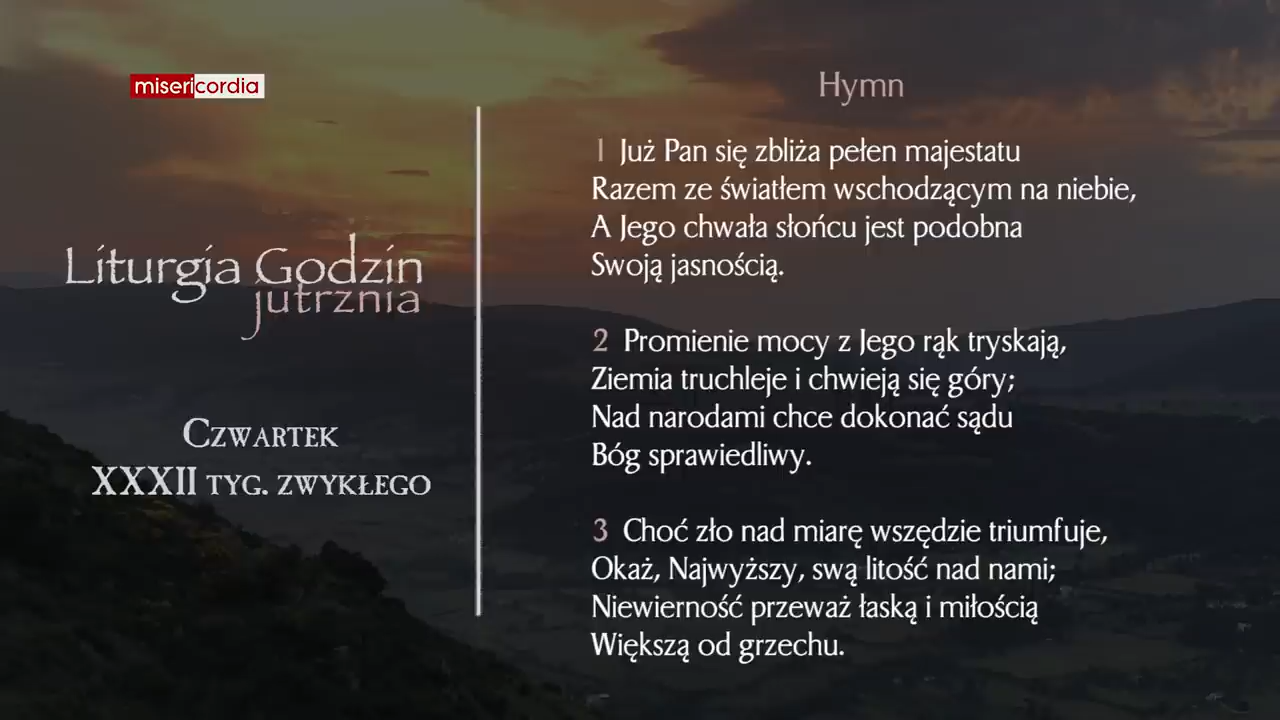 misericordia
Liturgia Godzin
jutrznia
Czwartek
XXXII tyg. zwykłego
Hymn
1 Już Pan się zbliża pełen majestatu
Razem ze światłem wschodzącym na niebie,
A Jego chwała słońcu jest podobna
Swoją jasnością.
2 Promienie mocy z Jego rąk tryskają,
Ziemia truchleje i chwieją się góry;
Nad narodami chce dokonać sądu
Bóg sprawiedliwy.
3 Choć zło nad miarę wszędzie triumfuje,
Okaż, Najwyższy, swą litość nad nami;
Niewierność przeważ łaską i miłością
Większą od grzechu.